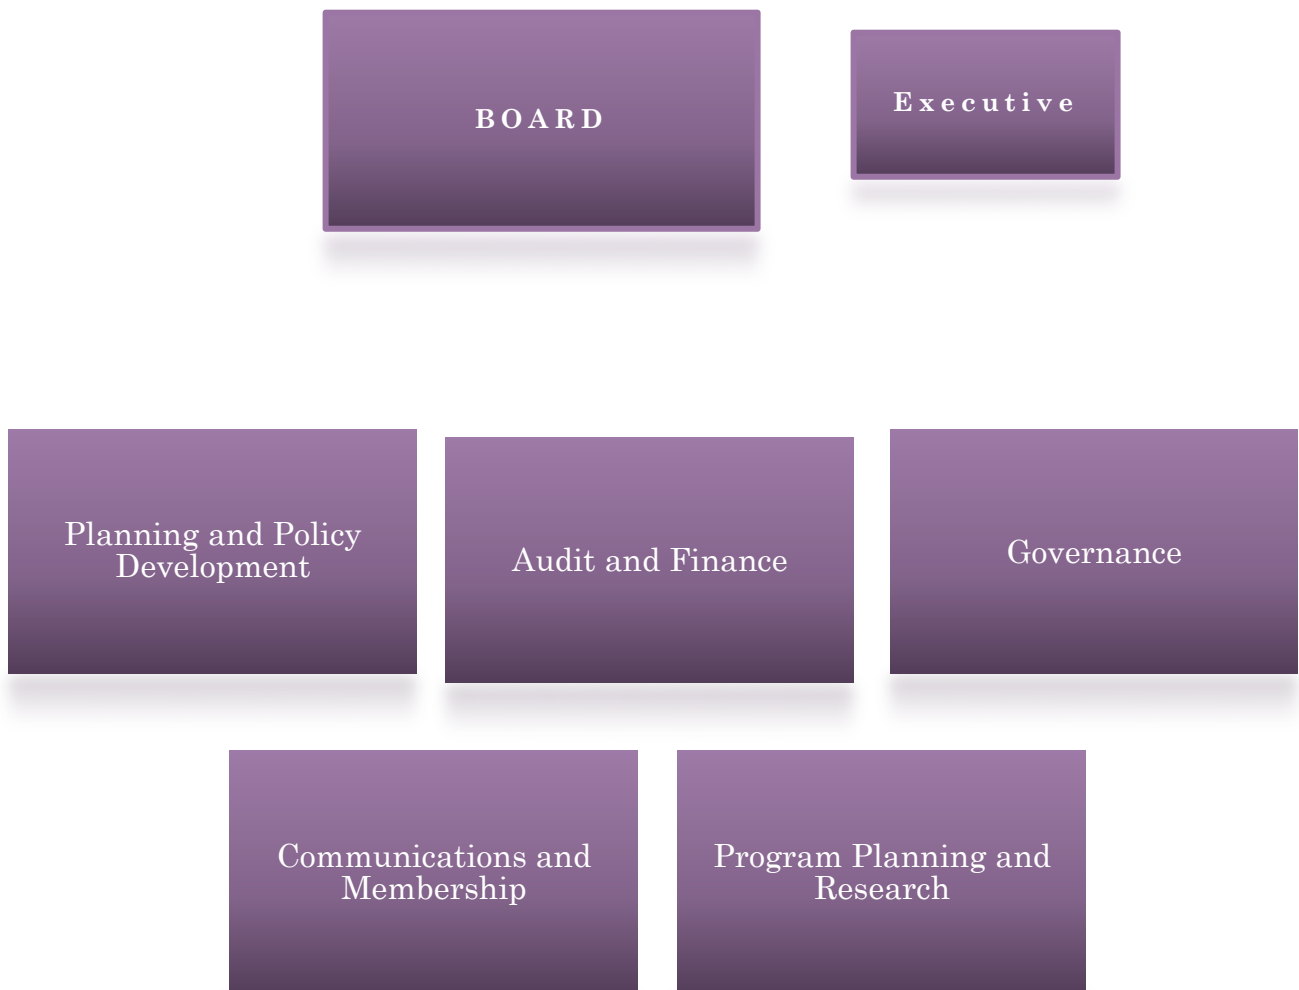 BOARD
Executive
Planning and Policy
Development
Audit and Finance
Governance
Communications and
Membership
Program Planning and
Research